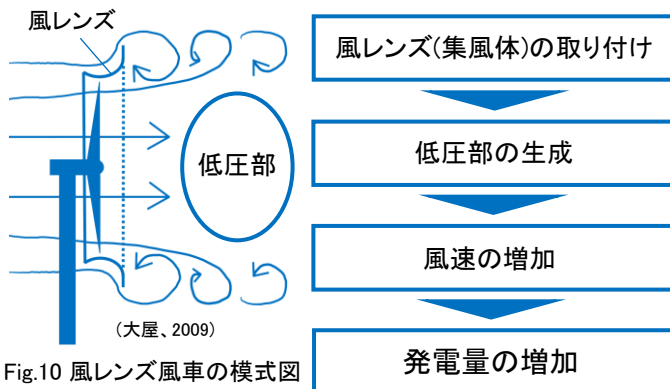 風レンズ
低圧部
(大屋、2009)
Fig.10 風レンズ風車の模式図
風レンズ(集風体)の取り付け
低圧部の生成
風速の増加
発電量の増加